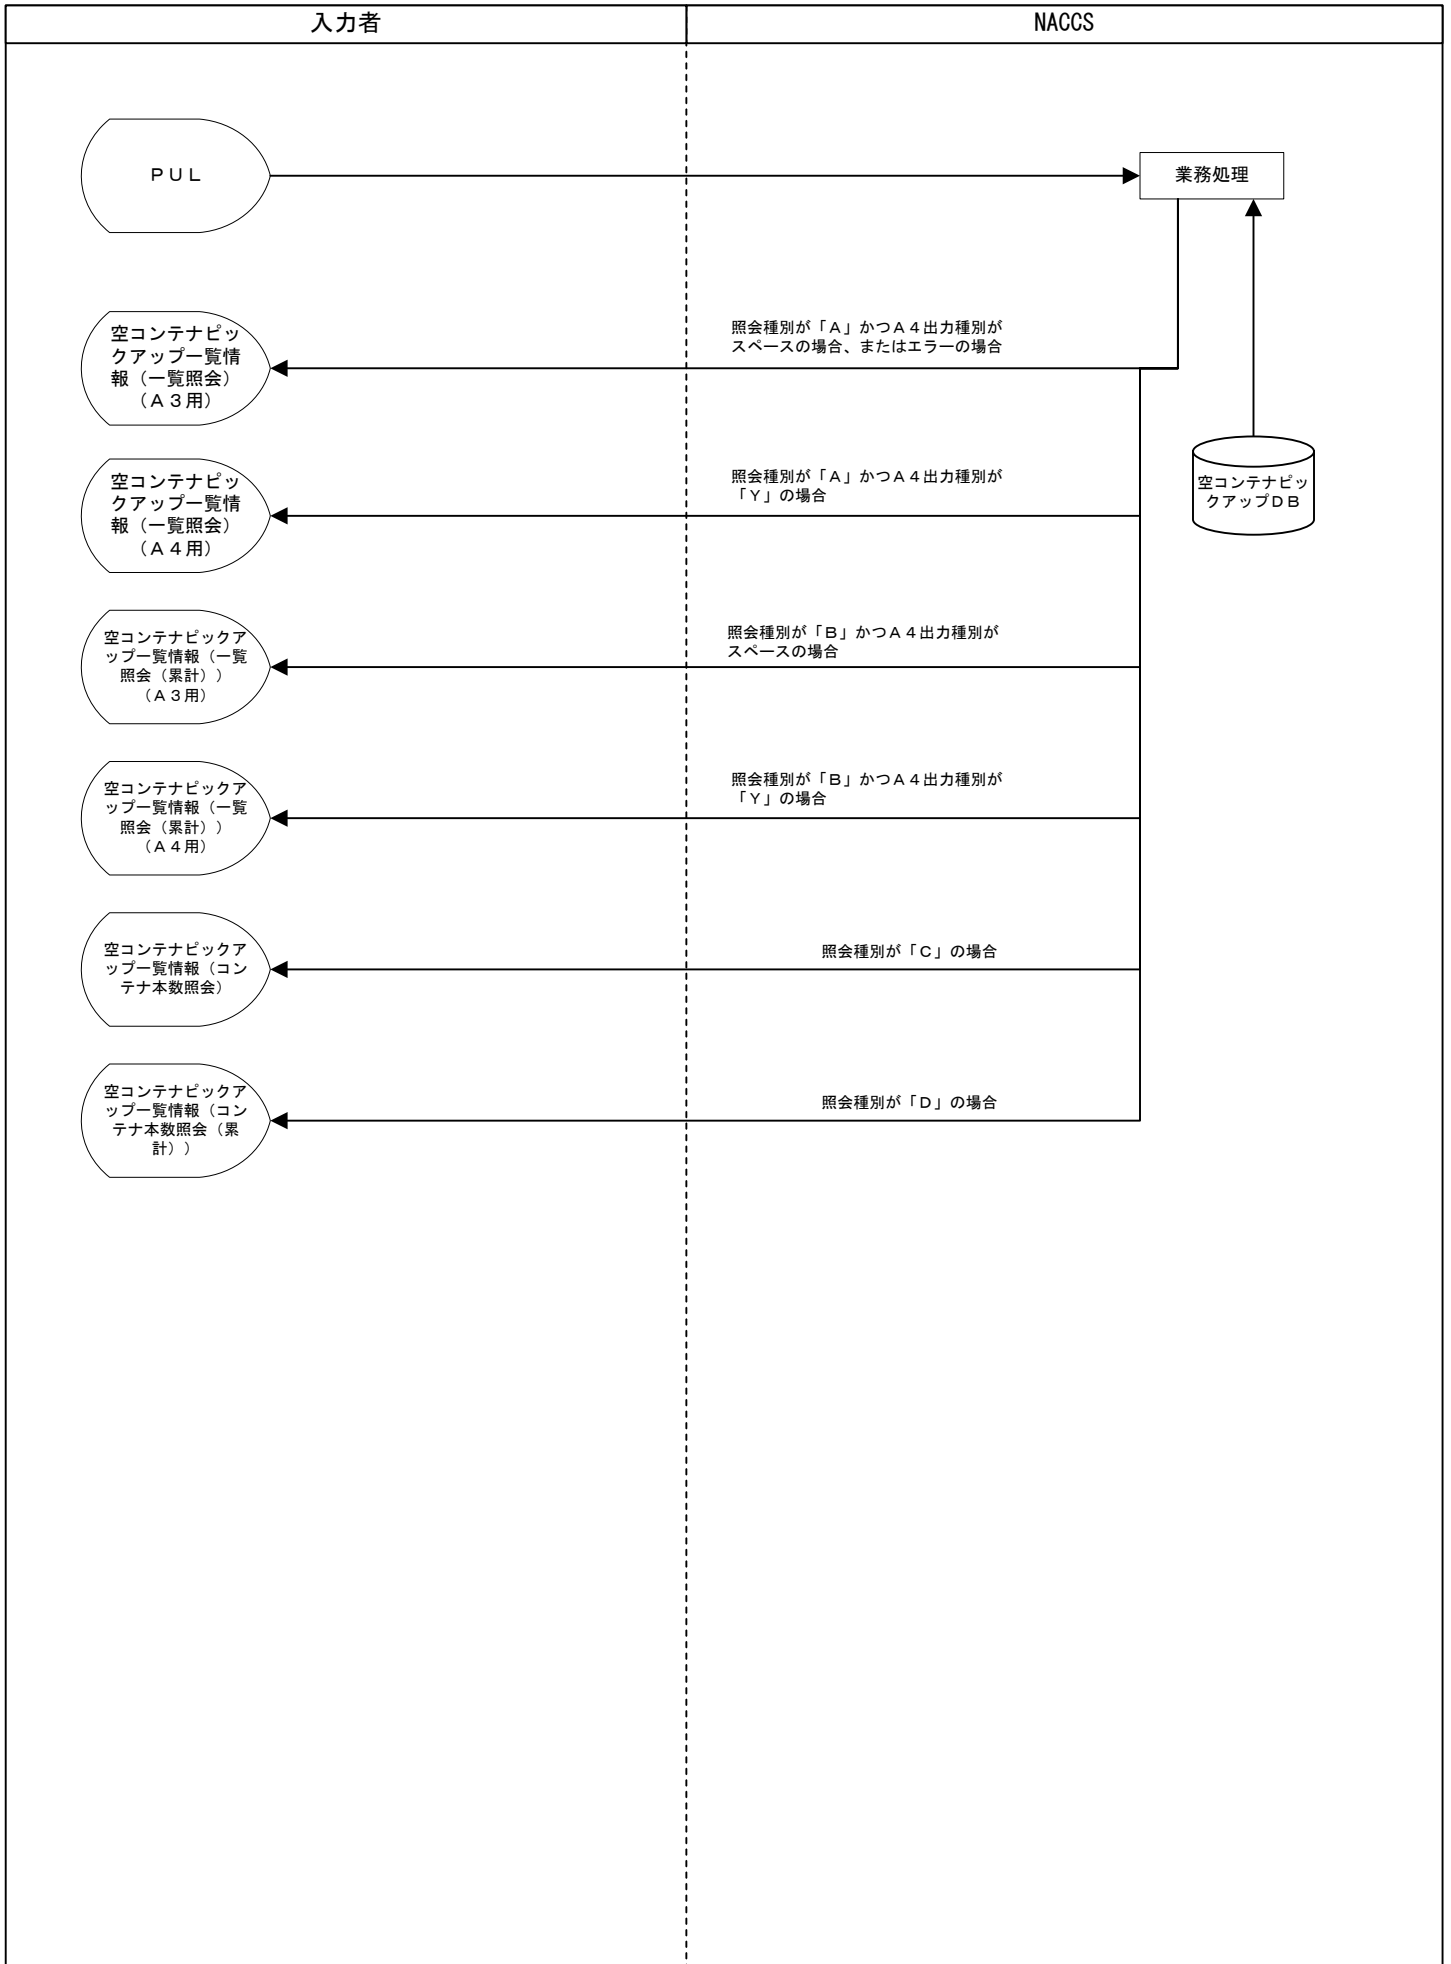 入力者
NACCS
ＰＵＬ
業務処理
空コンテナピッ
クアップ一覧情
報（一覧照会）
（Ａ３用）
照会種別が「Ａ」かつＡ４出力種別が
スペースの場合、またはエラーの場合
空コンテナピッ
クアップ一覧情
報（一覧照会）
（Ａ４用）
照会種別が「Ａ」かつＡ４出力種別が
「Ｙ」の場合
空コンテナピッ
クアップＤＢ
空コンテナピックア
ップ一覧情報（一覧
照会（累計））
（Ａ３用）
照会種別が「Ｂ」かつＡ４出力種別が
スペースの場合
空コンテナピックア
ップ一覧情報（一覧
照会（累計））
（Ａ４用）
照会種別が「Ｂ」かつＡ４出力種別が
「Ｙ」の場合
空コンテナピックア
ップ一覧情報（コン
テナ本数照会）
照会種別が「Ｃ」の場合
空コンテナピックア
ップ一覧情報（コン
テナ本数照会（累
計））
照会種別が「Ｄ」の場合